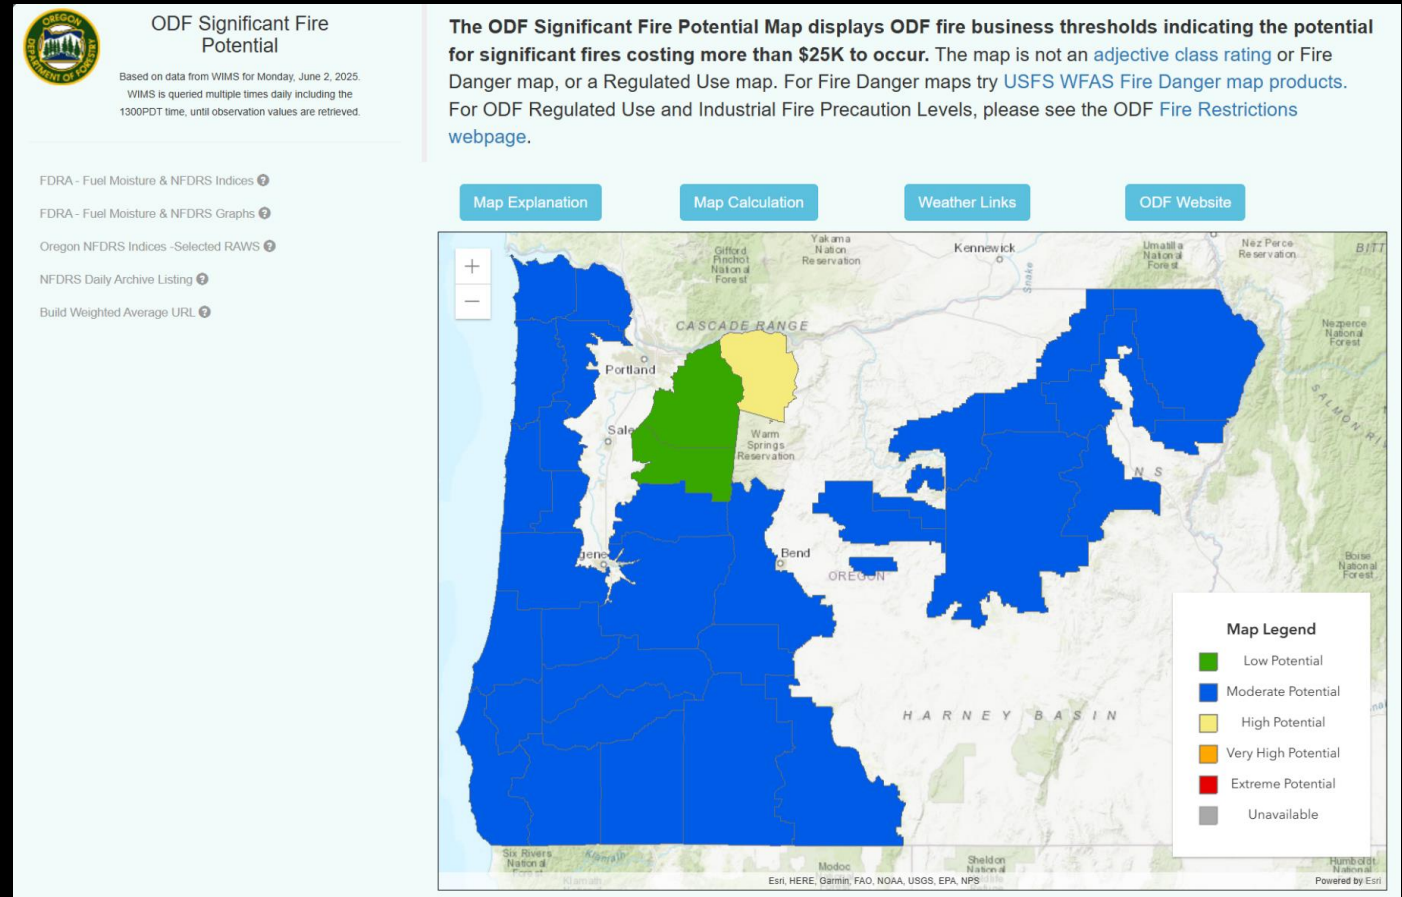 OREGON
DEPARTMENT OF FORESTRY
ODF Significant Fire
Potential
Based on data from WIMS for Monday, June 2, 2025.
WIMS is queried multiple times daily including the
1300PDT time, until observation values are retrieved.
FDRA - Fuel Moisture & NFDRS Indices
FDRA - Fuel Moisture & NFDRS Graphs
Oregon NFDRS Indices -Selected RAWS
NFDRS Daily Archive Listing
Build Weighted Average URL
The ODF Significant Fire Potential Map displays ODF fire business thresholds indicating the potential
for significant fires costing more than $25K to occur. The map is not an adjective class rating or Fire
Danger map, or a Regulated Use map. For Fire Danger maps try USFS WFAS Fire Danger map products.
For ODF Regulated Use and Industrial Fire Precaution Levels, please see the ODF Fire Restrictions
webpage.
Map Explanation
Map Calculation
Weather Links
ODF Website
+
−
Gifford
Pinchot
National
Forest
Yakama
Nation
Reservation
Kennewick
Snake
Umatilla
National
Forest
Nez Perce
Reservation
BITT
CASCADE RANGE
Nezperce
National
Forest
SALMON RI
Portland
Sale
Warm
Springs
Reservation
N S
gene
Bend
OREGON
Boise
National
Forest
HARNEY BASIN
Map Legend
Low Potential
Moderate Potential
High Potential
Very High Potential
Extreme Potential
Unavailable
Six Rivers
National
Forest
Klamath
Klamath
Modoc
Sheldon
National
Humboldt
National
Esri, HERE, Garmin, FAO, NOAA, USGS, EPA, NPS
Powered by Esri